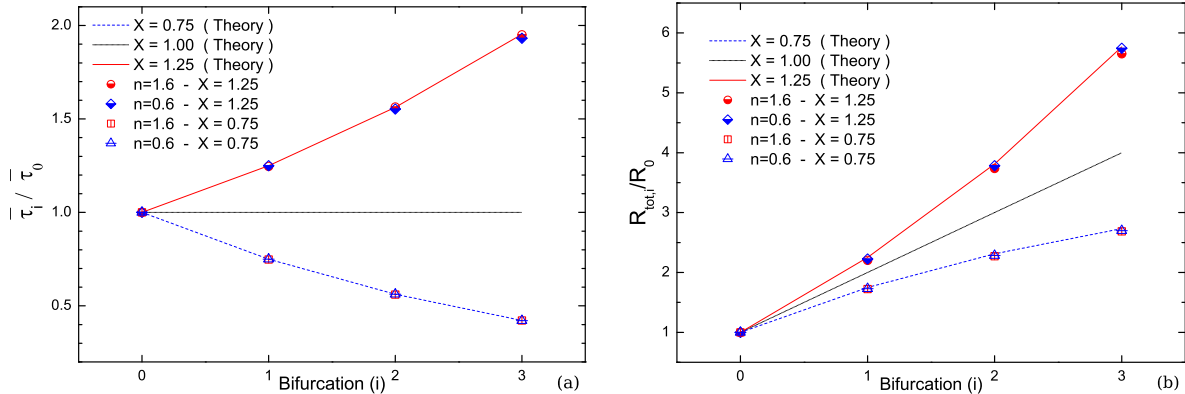 2.0
1.5
1.0
0.5
X = 0.75 ( Theory )
X = 1.00 ( Theory )
X = 1.25 ( Theory )
n=1.6 - X = 1.25
n=0.6 - X = 1.25
n=1.6 - X = 0.75
n=0.6 - X = 0.75
τ̅i / τ̅0
0 1 2 3
Bifurcation (i)
(a)
6
5
4
3
2
1
X = 0.75 ( Theory )
X = 1.00 ( Theory )
X = 1.25 ( Theory )
n=1.6 - X = 1.25
n=0.6 - X = 1.25
n=1.6 - X = 0.75
n=0.6 - X = 0.75
Rtot,i/R0
0 1 2 3
Bifurcation (i)
(b)